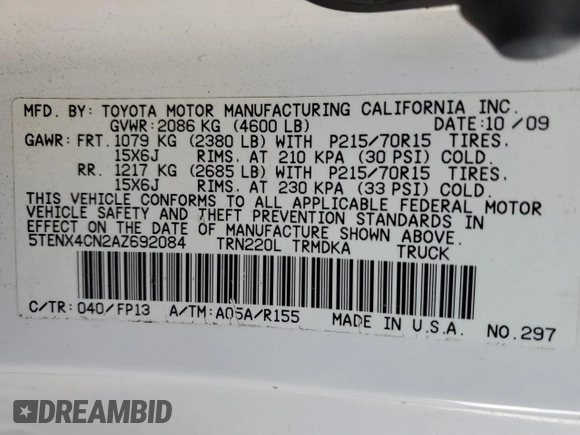 MFD. BY: TOYOTA MOTOR MANUFACTURING CALIFORNIA INC.
GVWR: 2086 KG (4600 LB) DATE: 10 /09
GAWR: FRT. 1079 KG (2380 LB) WITH P215/70R15 TIRES,
15X6J RIMS, AT 210 KPA (30 PSI) COLD.
RR. 1217 KG (2685 LB) WITH P215/70R15 TIRES,
15X6J RIMS, AT 230 KPA (33 PSI) COLD.
THIS VEHICLE CONFORMS TO ALL APPLICABLE FEDERAL MOTOR
VEHICLE SAFETY AND THEFT PREVENTION STANDARDS IN
EFFECT ON THE DATE OF MANUFACTURE SHOWN ABOVE.
5TENX4CN2AZ692084 TRN220L TRMDKA TRUCK
C/TR: 040/FP13 A/TM: A05A/R155 MADE IN U.S.A. NO. 297
DREAMBID